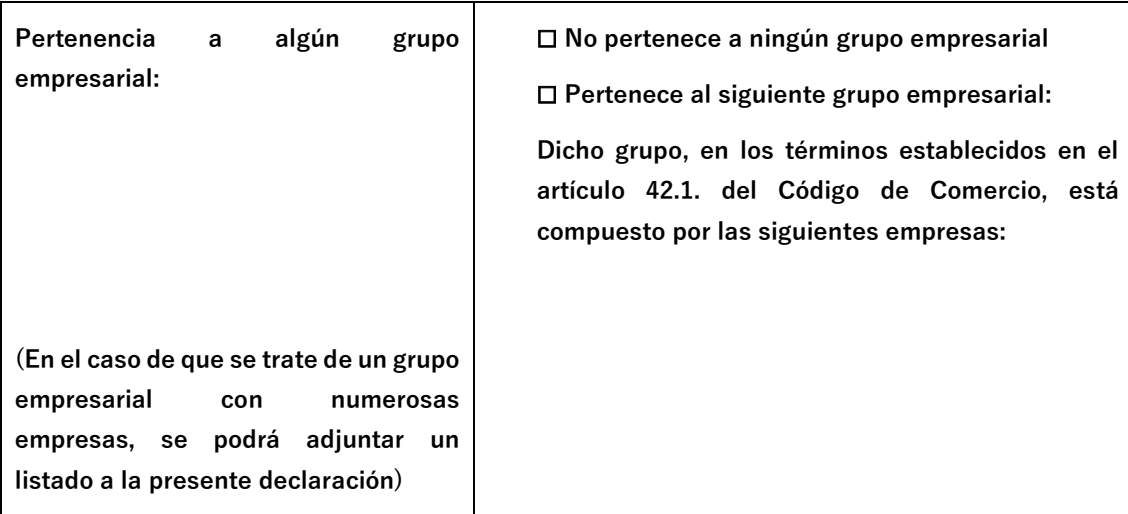 Pertenencia a algún grupo
empresarial:
(En el caso de que se trate de un grupo
empresarial con numerosas
empresas, se podrá adjuntar un
listado a la presente declaración)
☐ No pertenece a ningún grupo empresarial
☐ Pertenece al siguiente grupo empresarial:
Dicho grupo, en los términos establecidos en el
artículo 42.1. del Código de Comercio, está
compuesto por las siguientes empresas: